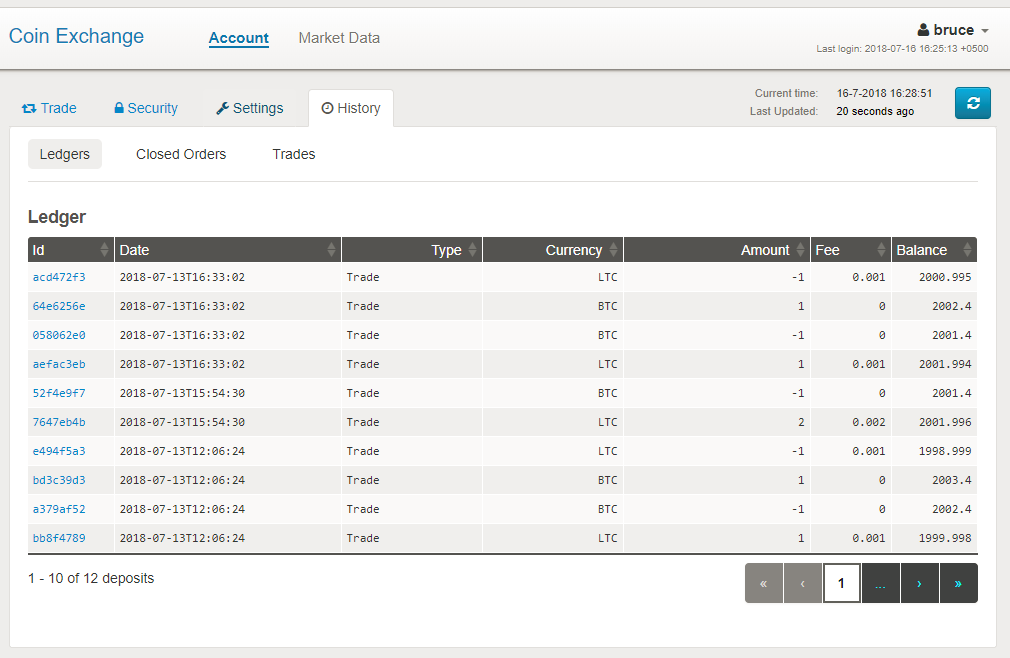 Coin Exchange Account Market Data bruce
Last login: 2018-07-16 16:25:13 +0500
Trade Security Settings History
Current time: 16-7-2018 16:28:51
Last Updated: 20 seconds ago
Ledgers Closed Orders Trades
Ledger
Id Date Type Currency Amount Fee Balance
acd472f3 2018-07-13T16:33:02 Trade LTC -1 0.001 2000.995
64e6256e 2018-07-13T16:33:02 Trade BTC 1 0 2002.4
058062e0 2018-07-13T16:33:02 Trade BTC -1 0 2001.4
aefac3eb 2018-07-13T16:33:02 Trade LTC 1 0.001 2001.994
52f4e9f7 2018-07-13T15:54:30 Trade BTC -1 0 2001.4
7647eb4b 2018-07-13T15:54:30 Trade LTC 2 0.002 2001.996
e494f5a3 2018-07-13T12:06:24 Trade LTC -1 0.001 1998.999
bd3c39d3 2018-07-13T12:06:24 Trade BTC 1 0 2003.4
a379af52 2018-07-13T12:06:24 Trade BTC -1 0 2002.4
bb8f4789 2018-07-13T12:06:24 Trade LTC 1 0.001 1999.998
1 - 10 of 12 deposits « ‹ 1 ... › »